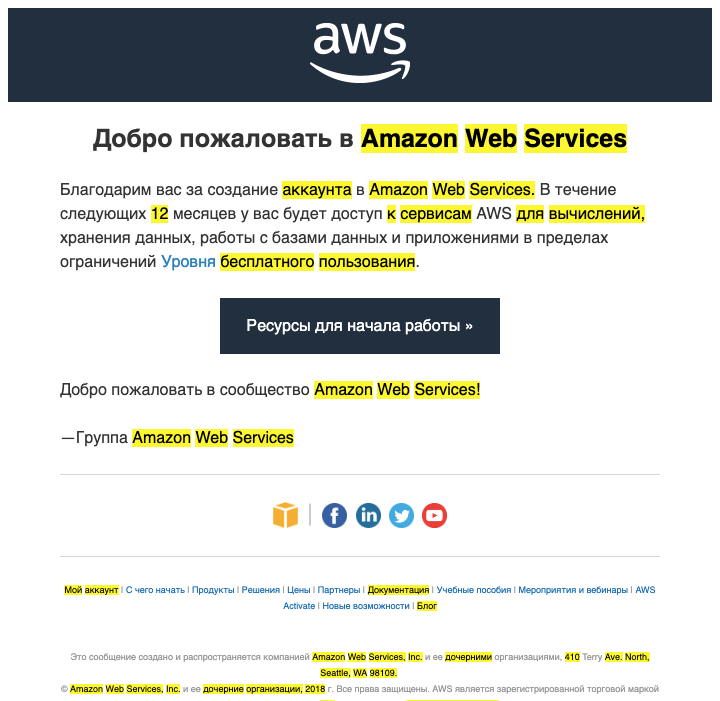 aws
Добро пожаловать в Amazon Web Services
Благодарим вас за создание аккаунта в Amazon Web Services. В течение
следующих 12 месяцев у вас будет доступ к сервисам AWS для вычислений,
хранения данных, работы с базами данных и приложениями в пределах
ограничений Уровня бесплатного пользования.
Ресурсы для начала работы »
Добро пожаловать в сообщество Amazon Web Services!
—Группа Amazon Web Services
Мой аккаунт | С чего начать | Продукты | Решения | Цены | Партнеры | Документация | Учебные пособия | Мероприятия и вебинары | AWS
Activate | Новые возможности | Блог
Это сообщение создано и распространяется компанией Amazon Web Services, Inc. и ее дочерними организациями, 410 Terry Ave. North,
Seattle, WA 98109.
© Amazon Web Services, Inc. и ее дочерние организации, 2018 г. Все права защищены. AWS является зарегистрированной торговой маркой